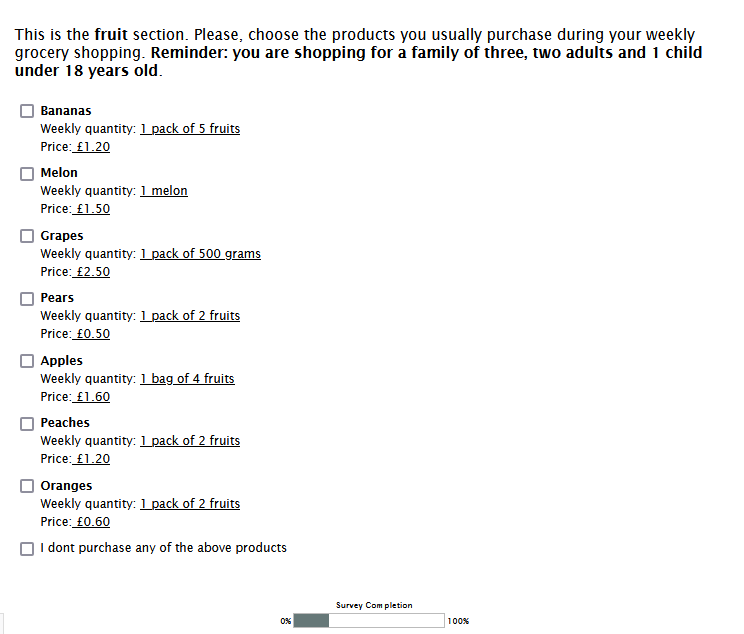 This is the fruit section. Please, choose the products you usually purchase during your weekly
grocery shopping. Reminder: you are shopping for a family of three, two adults and 1 child
under 18 years old.
Bananas
Weekly quantity: 1 pack of 5 fruits
Price: £1.20
Melon
Weekly quantity: 1 melon
Price: £1.50
Grapes
Weekly quantity: 1 pack of 500 grams
Price: £2.50
Pears
Weekly quantity: 1 pack of 2 fruits
Price: £0.50
Apples
Weekly quantity: 1 bag of 4 fruits
Price: £1.60
Peaches
Weekly quantity: 1 pack of 2 fruits
Price: £1.20
Oranges
Weekly quantity: 1 pack of 2 fruits
Price: £0.60
I dont purchase any of the above products
Survey Completion
0% 100%